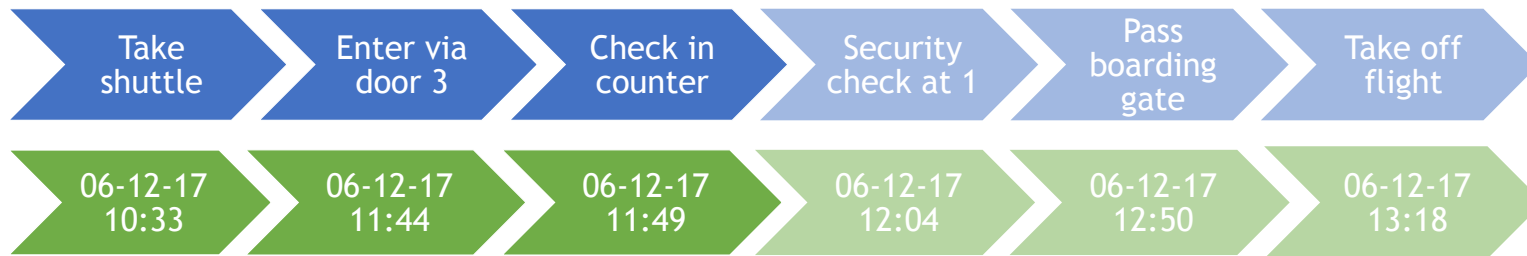 Take
shuttle
Enter via
door 3
Check in
counter
Security
check at 1
Pass
boarding
gate
Take off
flight
06-12-17
10:33
06-12-17
11:44
06-12-17
11:49
06-12-17
12:04
06-12-17
12:50
06-12-17
13:18